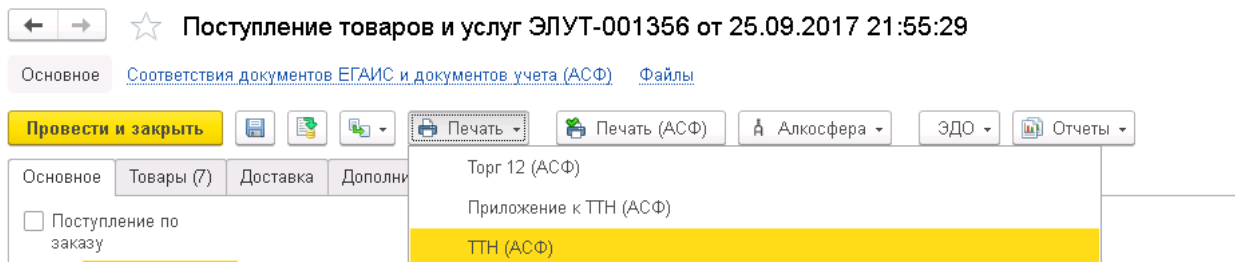 Поступление товаров и услуг ЭЛУТ-001356 от 25.09.2017 21:55:29
Основное Соответствия документов ЕГАИС и документов учета (АСФ) Файлы
Провести и закрыть Печать Печать (АСФ) Алкосфера ЭДО Отчеты
Основное Товары (7) Доставка Дополни
Торг 12 (АСФ)
Поступление по
заказу
Приложение к ТТН (АСФ)
ТТН (АСФ)